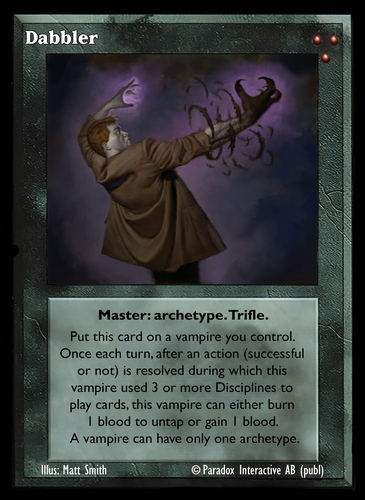 Dabbler
Master: archetype. Trifle.
Put this card on a vampire you control.
Once each turn, after an action (successful
or not) is resolved during which this
vampire used 3 or more Disciplines to
play cards, this vampire can either burn
1 blood to untap or gain 1 blood.
A vampire can have only one archetype.
Illus: Matt Smith
© Paradox Interactive AB (publ)